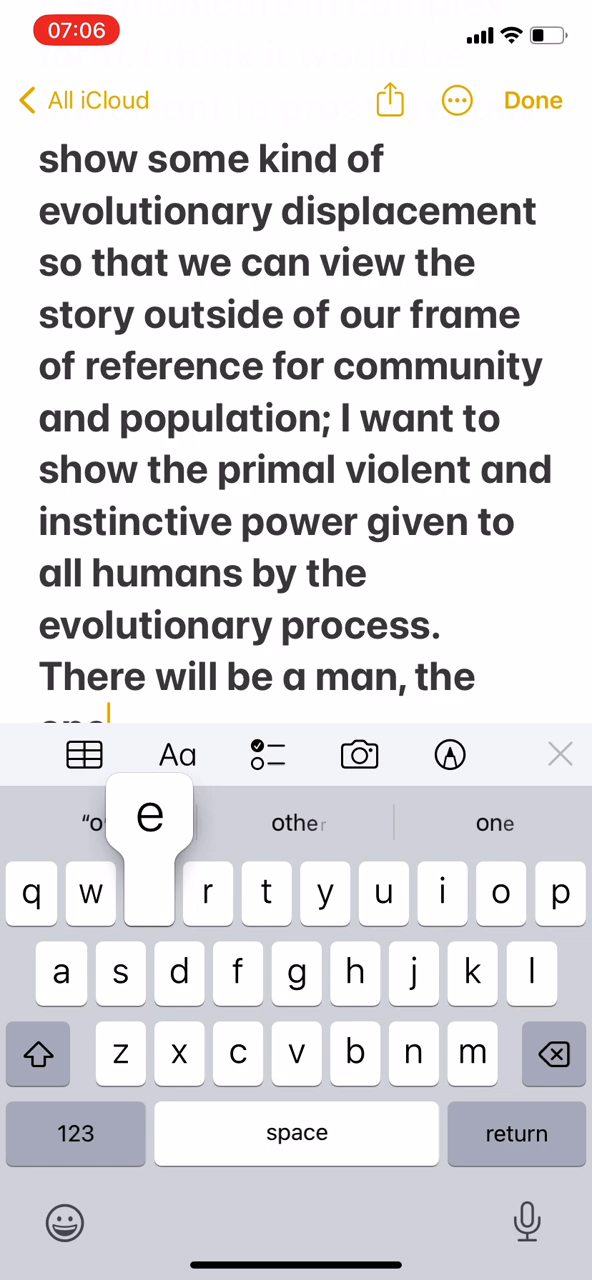 07:06
All iCloud
Done
show some kind of
evolutionary displacement
so that we can view the
story outside of our frame
of reference for community
and population; I want to
show the primal violent and
instinctive power given to
all humans by the
evolutionary process.
There will be a man, the
one
Aa
“o
other
one
e
q w r t y u i o p
a s d f g h j k l
z x c v b n m
123
space
return